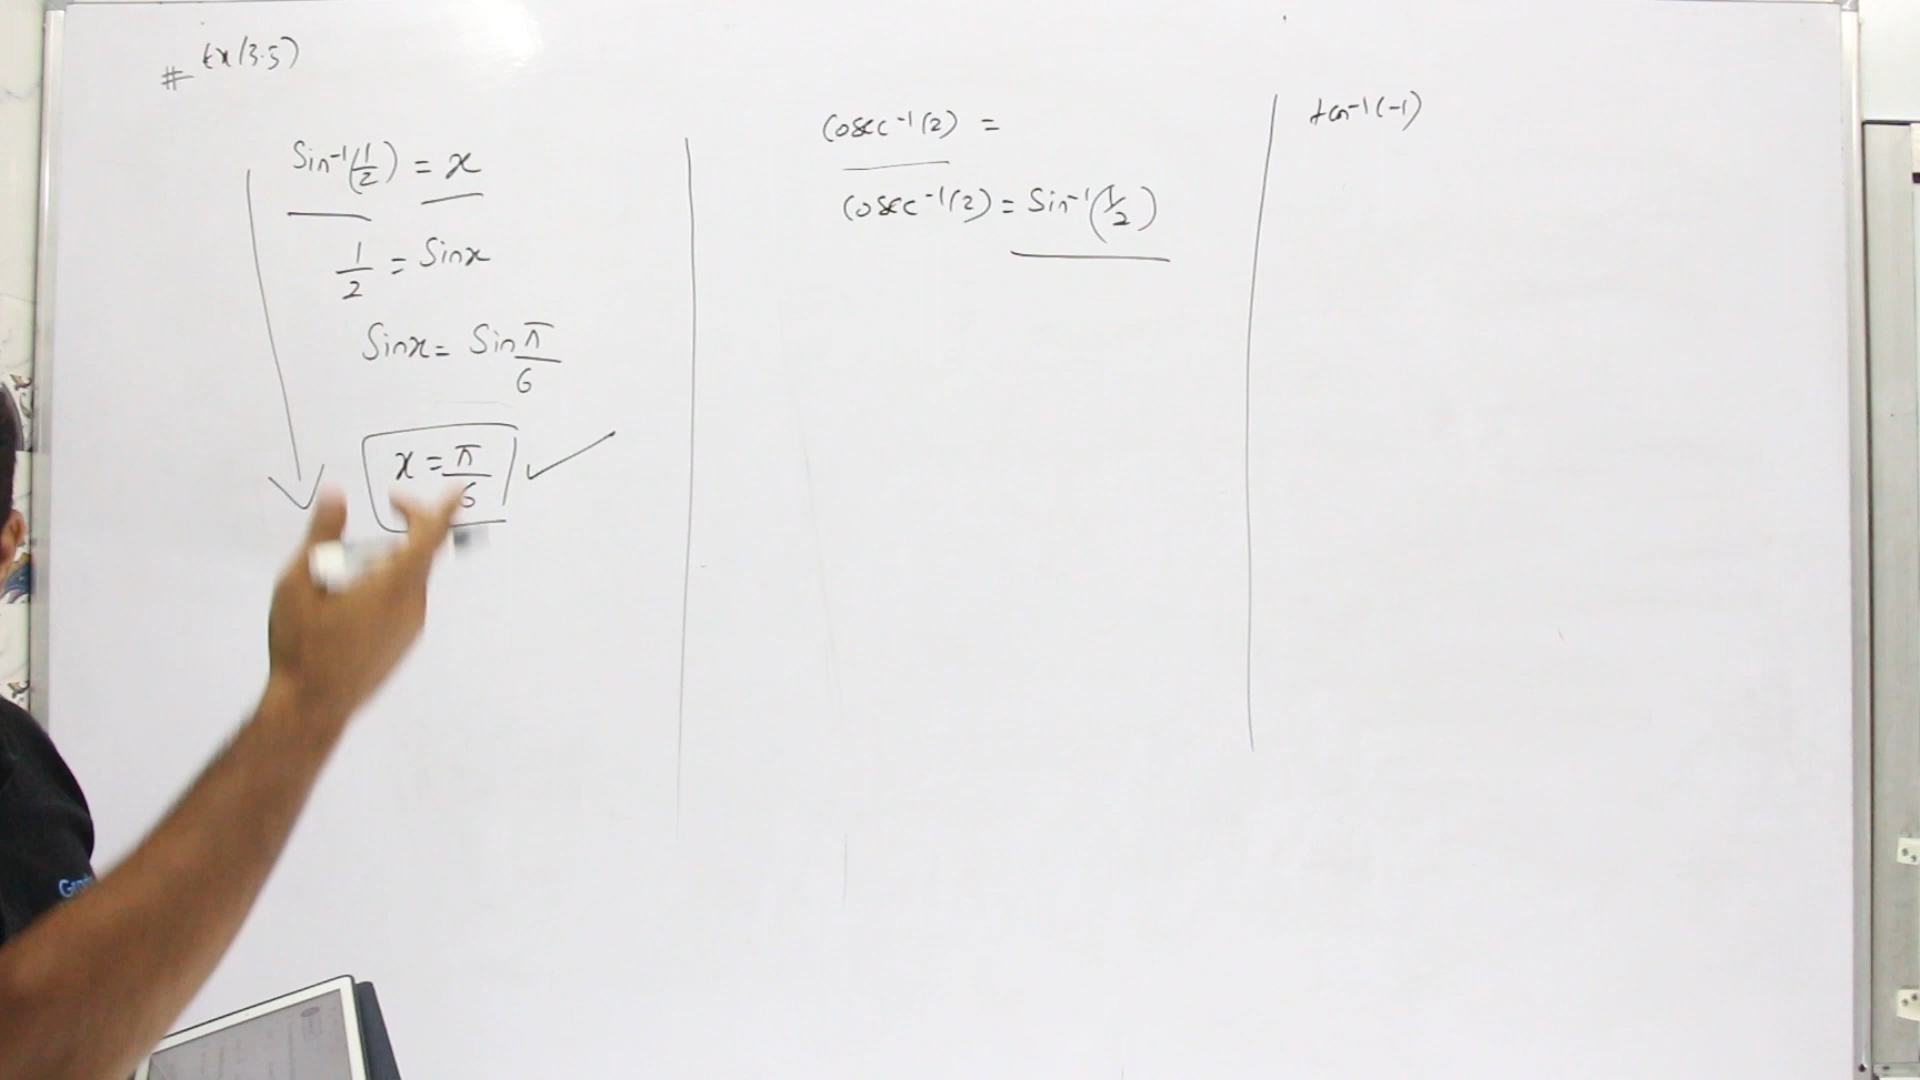 # Ex(3.5)
Sin⁻¹(1/2) = x
1/2 = Sinx
Sinx = Sin π/6
x = π/6 ✓
Cosec⁻¹(2) =
Cosec⁻¹(2) = Sin⁻¹(1/2)
tan⁻¹(-1)